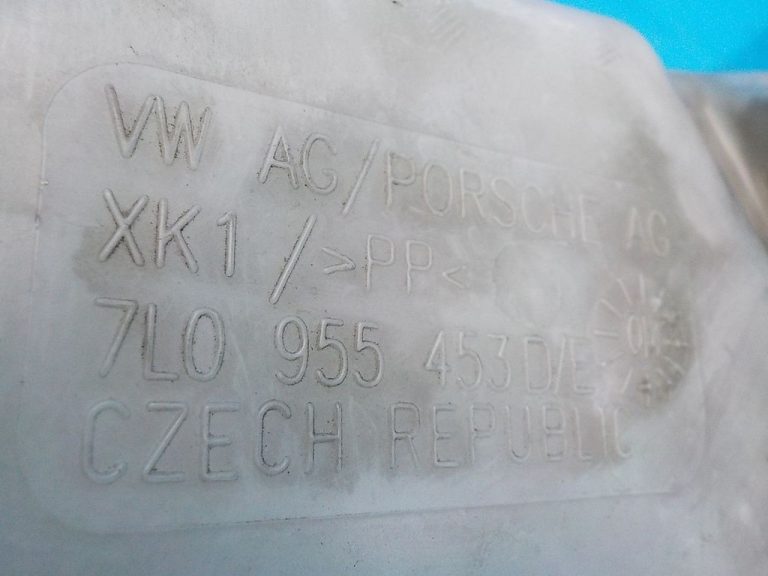 VW AG/PORSCHE AG
XK1 / >PP<
7L0 955 453 D/E
CZECH REPUBLIC